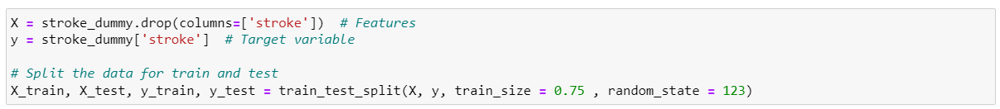 X = stroke_dummy.drop(columns=['stroke'])  # Features
y = stroke_dummy['stroke']  # Target variable

# Split the data for train and test
X_train, X_test, y_train, y_test = train_test_split(X, y, train_size = 0.75 , random_state = 123)